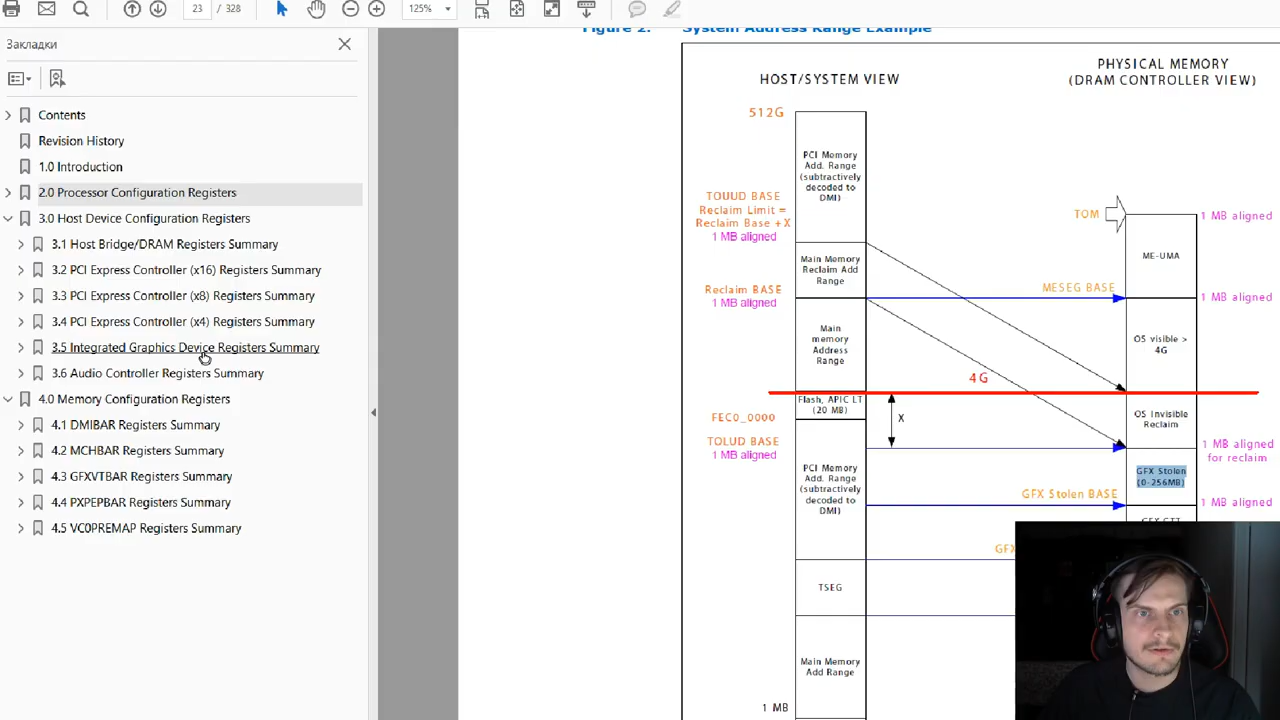 23 / 328
125%
Закладки
Contents
Revision History
1.0 Introduction
2.0 Processor Configuration Registers
3.0 Host Device Configuration Registers
3.1 Host Bridge/DRAM Registers Summary
3.2 PCI Express Controller (x16) Registers Summary
3.3 PCI Express Controller (x8) Registers Summary
3.4 PCI Express Controller (x4) Registers Summary
3.5 Integrated Graphics Device Registers Summary
3.6 Audio Controller Registers Summary
4.0 Memory Configuration Registers
4.1 DMIBAR Registers Summary
4.2 MCHBAR Registers Summary
4.3 GFXVTBAR Registers Summary
4.4 PXPEPBAR Registers Summary
4.5 VC0PREMAP Registers Summary
Figure 2. System Address Range Example
HOST/SYSTEM VIEW
PHYSICAL MEMORY
(DRAM CONTROLLER VIEW)
512G
PCI Memory
Add. Range
(subtractively
decoded to
DMI)
TOUUD BASE
Reclaim Limit =
Reclaim Base +X
1 MB aligned
TOM
1 MB aligned
Main Memory
Reclaim Add
Range
ME-UMA
Reclaim BASE
1 MB aligned
MESEG BASE
1 MB aligned
Main
memory
Address
Range
OS visible >
4G
4G
Flash, APIC LT
(20 MB)
FEC0_0000
X
OS Invisible
Reclaim
TOLUD BASE
1 MB aligned
1 MB aligned
for reclaim
PCI Memory
Add. Range
(subtractively
decoded to
DMI)
GFX Stolen
(0-256MB)
GFX Stolen BASE
1 MB aligned
TSEG
Main Memory
Add Range
1 MB